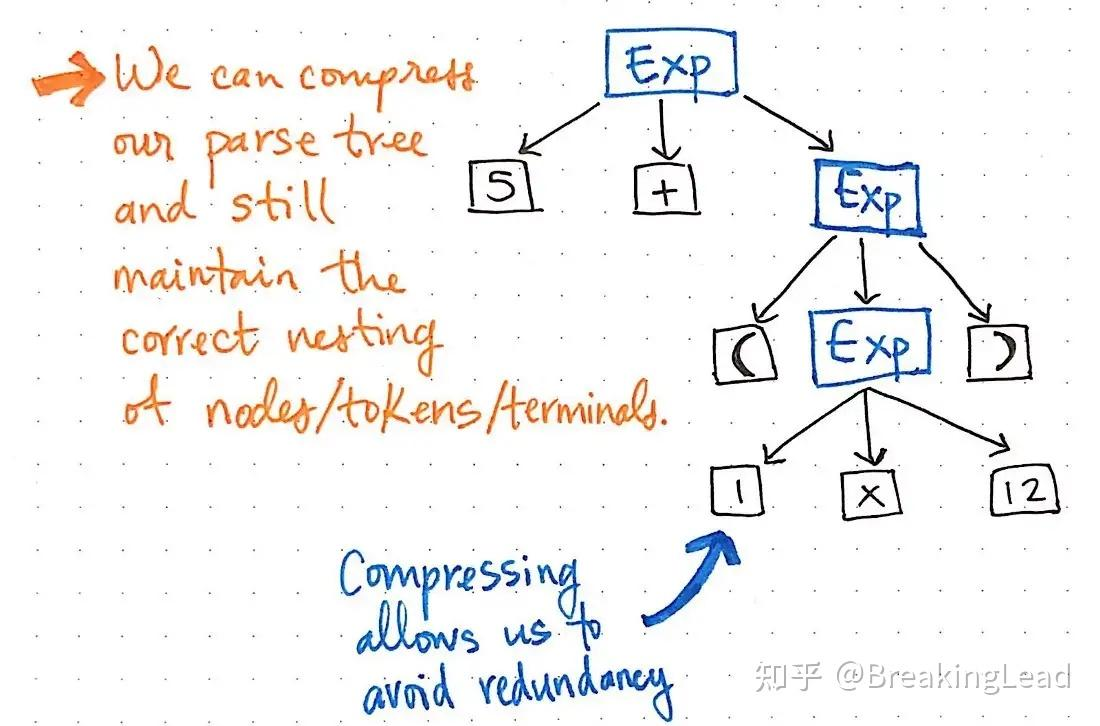 We can compress
our parse tree
and still
maintain the
correct nesting
of nodes/tokens/terminals.
Exp
5
+
Exp
(
Exp
)
1
x
12
Compressing
allows us to
avoid redundancy
知乎 @BreakingLead